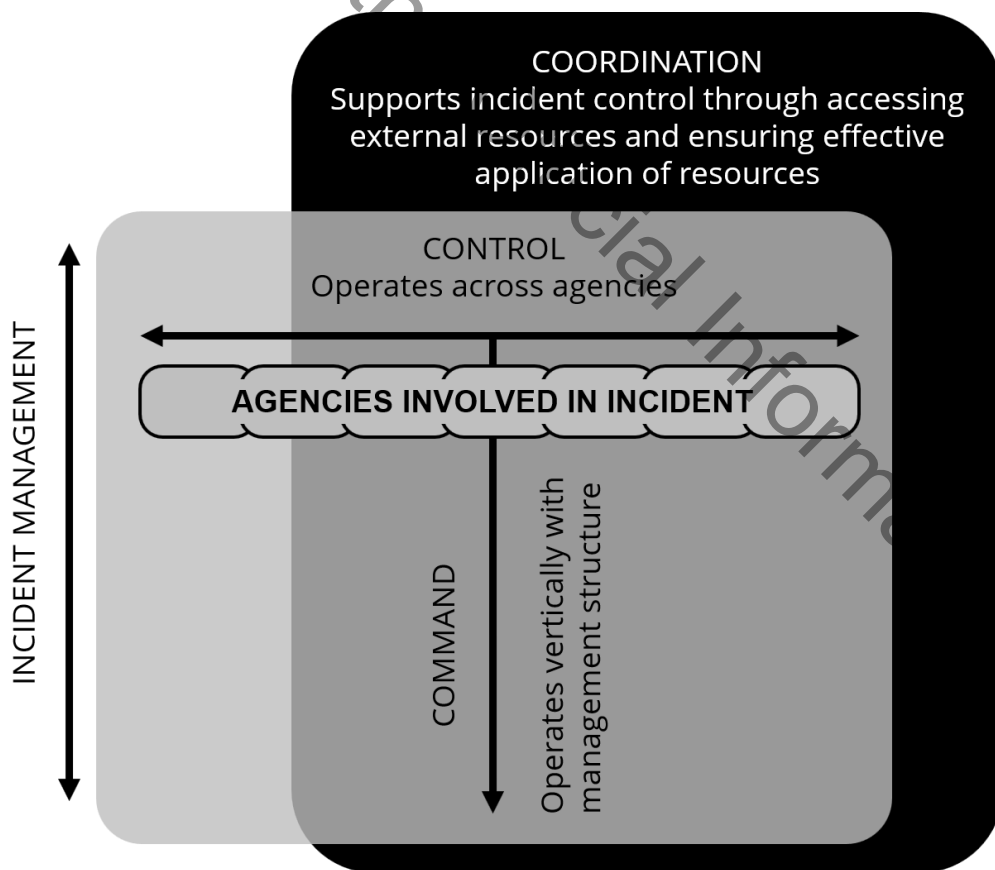 COORDINATION
Supports incident control through accessing
external resources and ensuring effective
application of resources
CONTROL
Operates across agencies
AGENCIES INVOLVED IN INCIDENT
INCIDENT MANAGEMENT
COMMAND
Operates vertically with
management structure